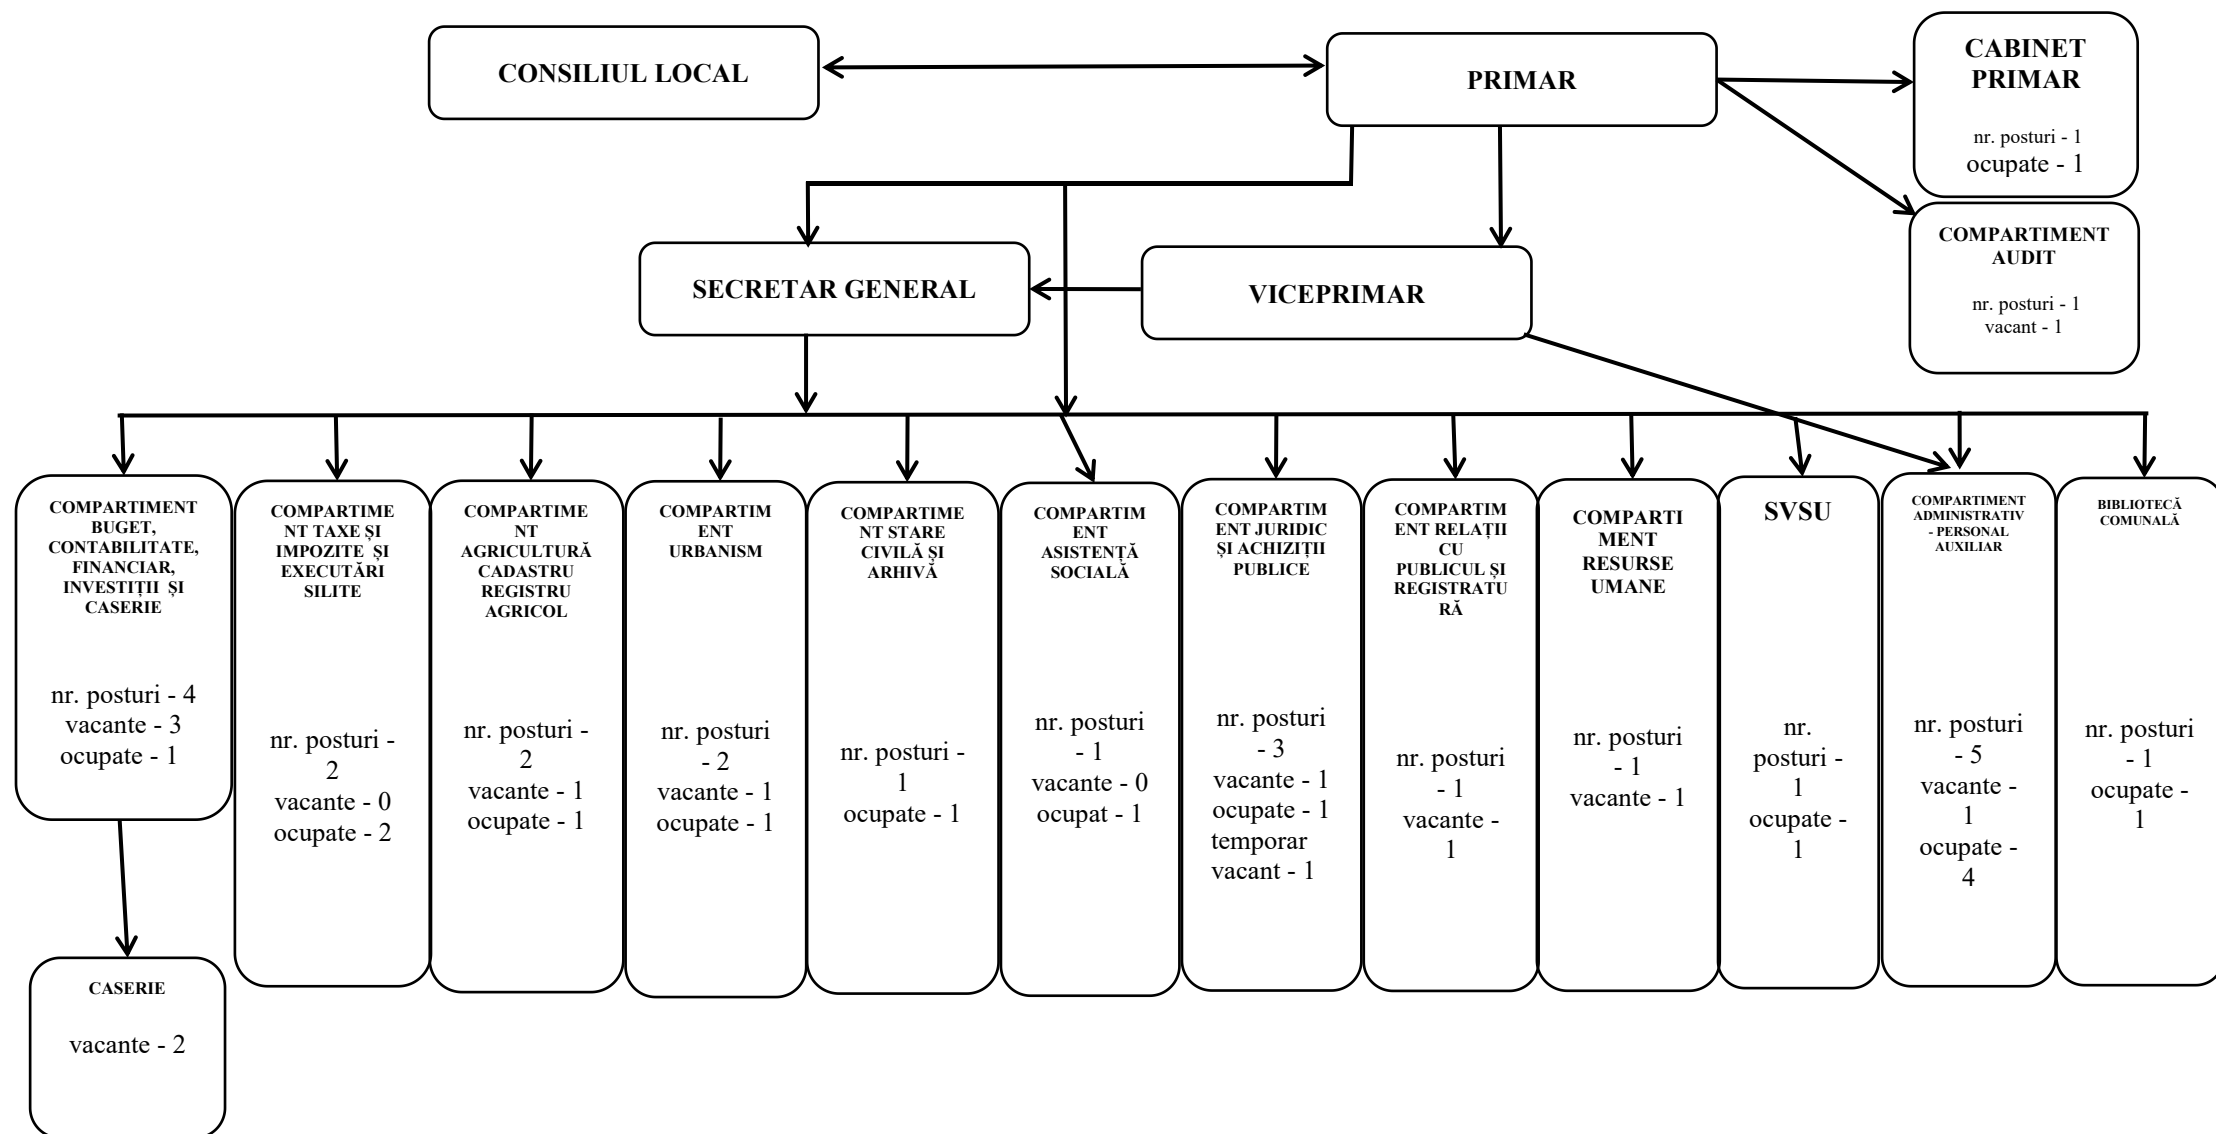 CONSILIUL LOCAL
PRIMAR
CABINET
PRIMAR
nr. posturi - 1
ocupate - 1
COMPARTIMENT
AUDIT
nr. posturi - 1
vacant - 1
SECRETAR GENERAL
VICEPRIMAR
COMPARTIMENT
BUGET,
CONTABILITATE,
FINANCIAR,
INVESTIȚII ȘI
CASERIE
nr. posturi - 4
vacante - 3
ocupate - 1
COMPARTIME
NT TAXE ȘI
IMPOZITE ȘI
EXECUTĂRI
SILITE
nr. posturi -
2
vacante - 0
ocupate - 2
COMPARTIME
NT
AGRICULTURĂ
CADASTRU
REGISTRU
AGRICOL
nr. posturi -
2
vacante - 1
ocupate - 1
COMPARTIM
ENT
URBANISM
nr. posturi
- 2
vacante - 1
ocupate - 1
COMPARTIME
NT STARE
CIVILĂ ȘI
ARHIVĂ
nr. posturi -
1
ocupate - 1
COMPARTIM
ENT
ASISTENȚĂ
SOCIALĂ
nr. posturi
- 1
vacante - 0
ocupat - 1
COMPARTIM
ENT JURIDIC
ȘI ACHIZIȚII
PUBLICE
nr. posturi
- 3
vacante - 1
ocupate - 1
temporar
vacant - 1
COMPARTIM
ENT RELAȚII
CU
PUBLICUL ȘI
REGISTRATU
RĂ
nr. posturi
- 1
vacante -
1
COMPARTI
MENT
RESURSE
UMANE
nr. posturi
- 1
vacante - 1
SVSU
nr.
posturi -
1
ocupate -
1
COMPARTIMENT
ADMINISTRATIV
- PERSONAL
AUXILIAR
nr. posturi
- 5
vacante -
1
ocupate -
4
BIBLIOTECĂ
COMUNALĂ
nr. posturi
- 1
ocupate -
1
CASERIE
vacante - 2